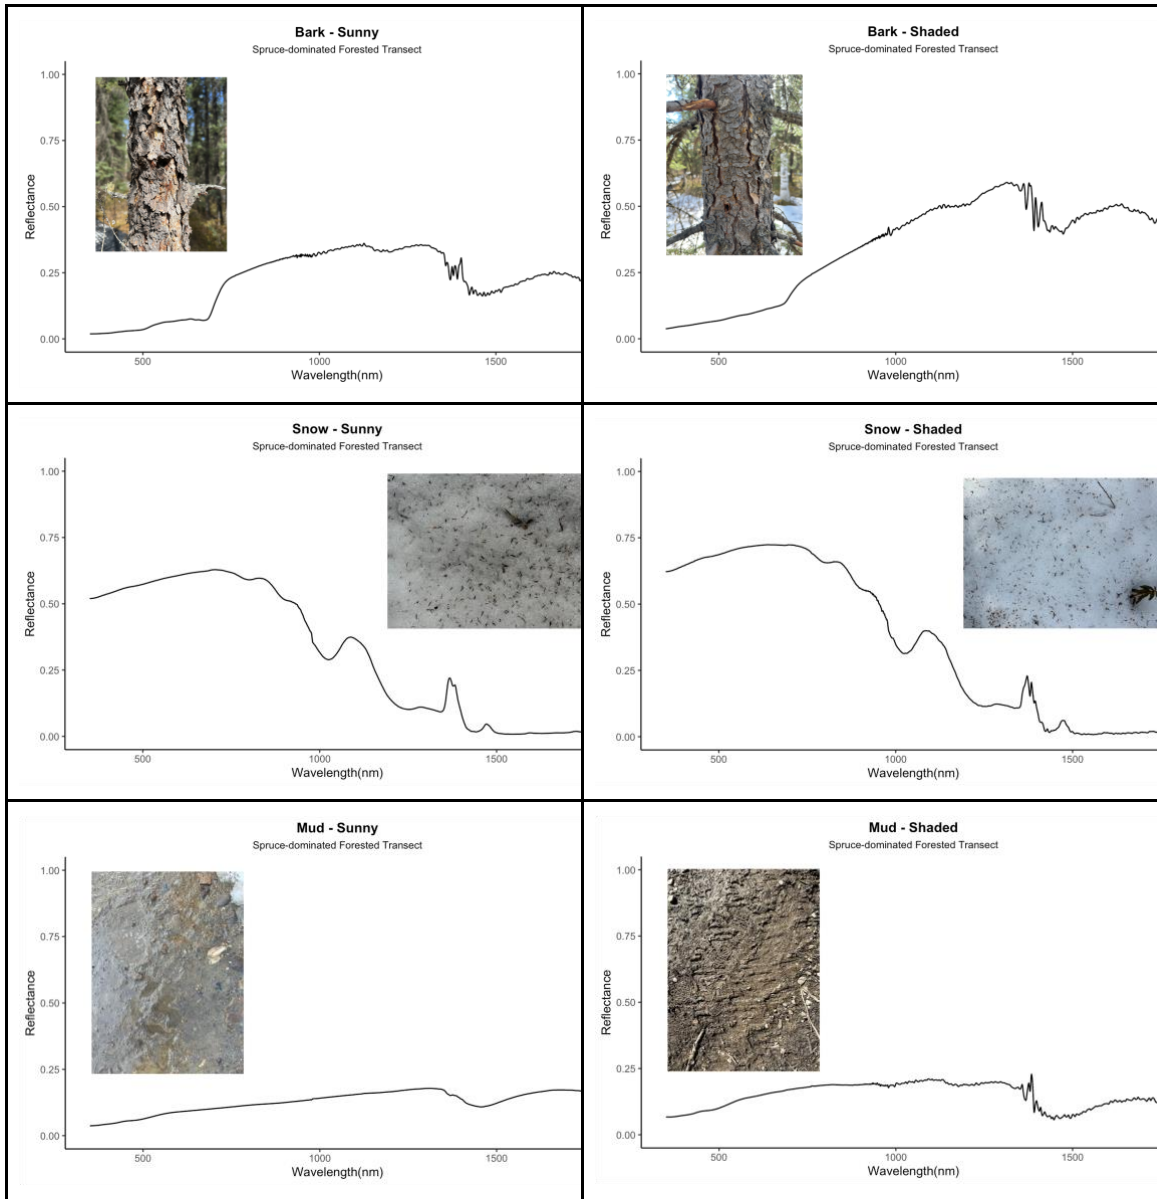 Bark - Sunny
Spruce-dominated Forested Transect
1.00
0.75
0.50
0.25
0.00
Reflectance
500
1000
1500
Wavelength(nm)
Bark - Shaded
Spruce-dominated Forested Transect
1.00
0.75
0.50
0.25
0.00
Reflectance
500
1000
1500
Wavelength(nm)
Snow - Sunny
Spruce-dominated Forested Transect
1.00
0.75
0.50
0.25
0.00
Reflectance
500
1000
1500
Wavelength(nm)
Snow - Shaded
Spruce-dominated Forested Transect
1.00
0.75
0.50
0.25
0.00
Reflectance
500
1000
1500
Wavelength(nm)
Mud - Sunny
Spruce-dominated Forested Transect
1.00
0.75
0.50
0.25
0.00
Reflectance
500
1000
1500
Wavelength(nm)
Mud - Shaded
Spruce-dominated Forested Transect
1.00
0.75
0.50
0.25
0.00
Reflectance
500
1000
1500
Wavelength(nm)